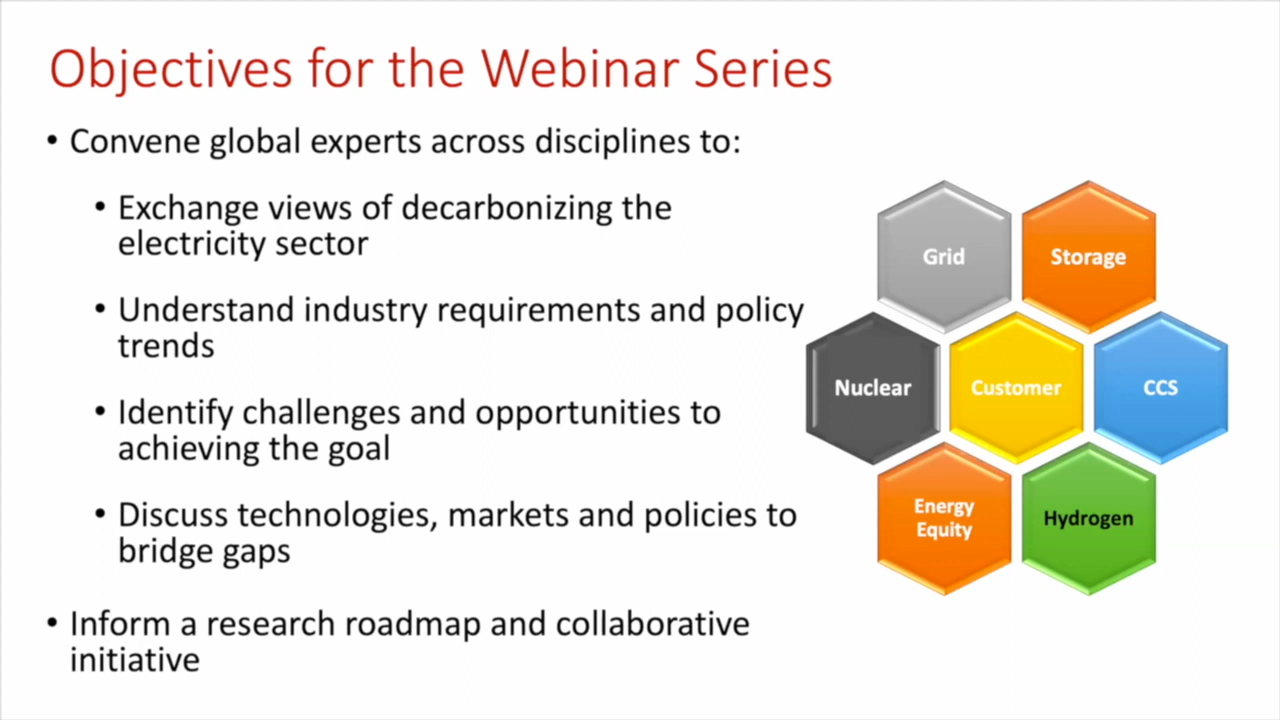 Objectives for the Webinar Series
• Convene global experts across disciplines to:
• Exchange views of decarbonizing the
electricity sector
• Understand industry requirements and policy
trends
• Identify challenges and opportunities to
achieving the goal
• Discuss technologies, markets and policies to
bridge gaps
• Inform a research roadmap and collaborative
initiative
Grid
Storage
Nuclear
Customer
CCS
Energy
Equity
Hydrogen